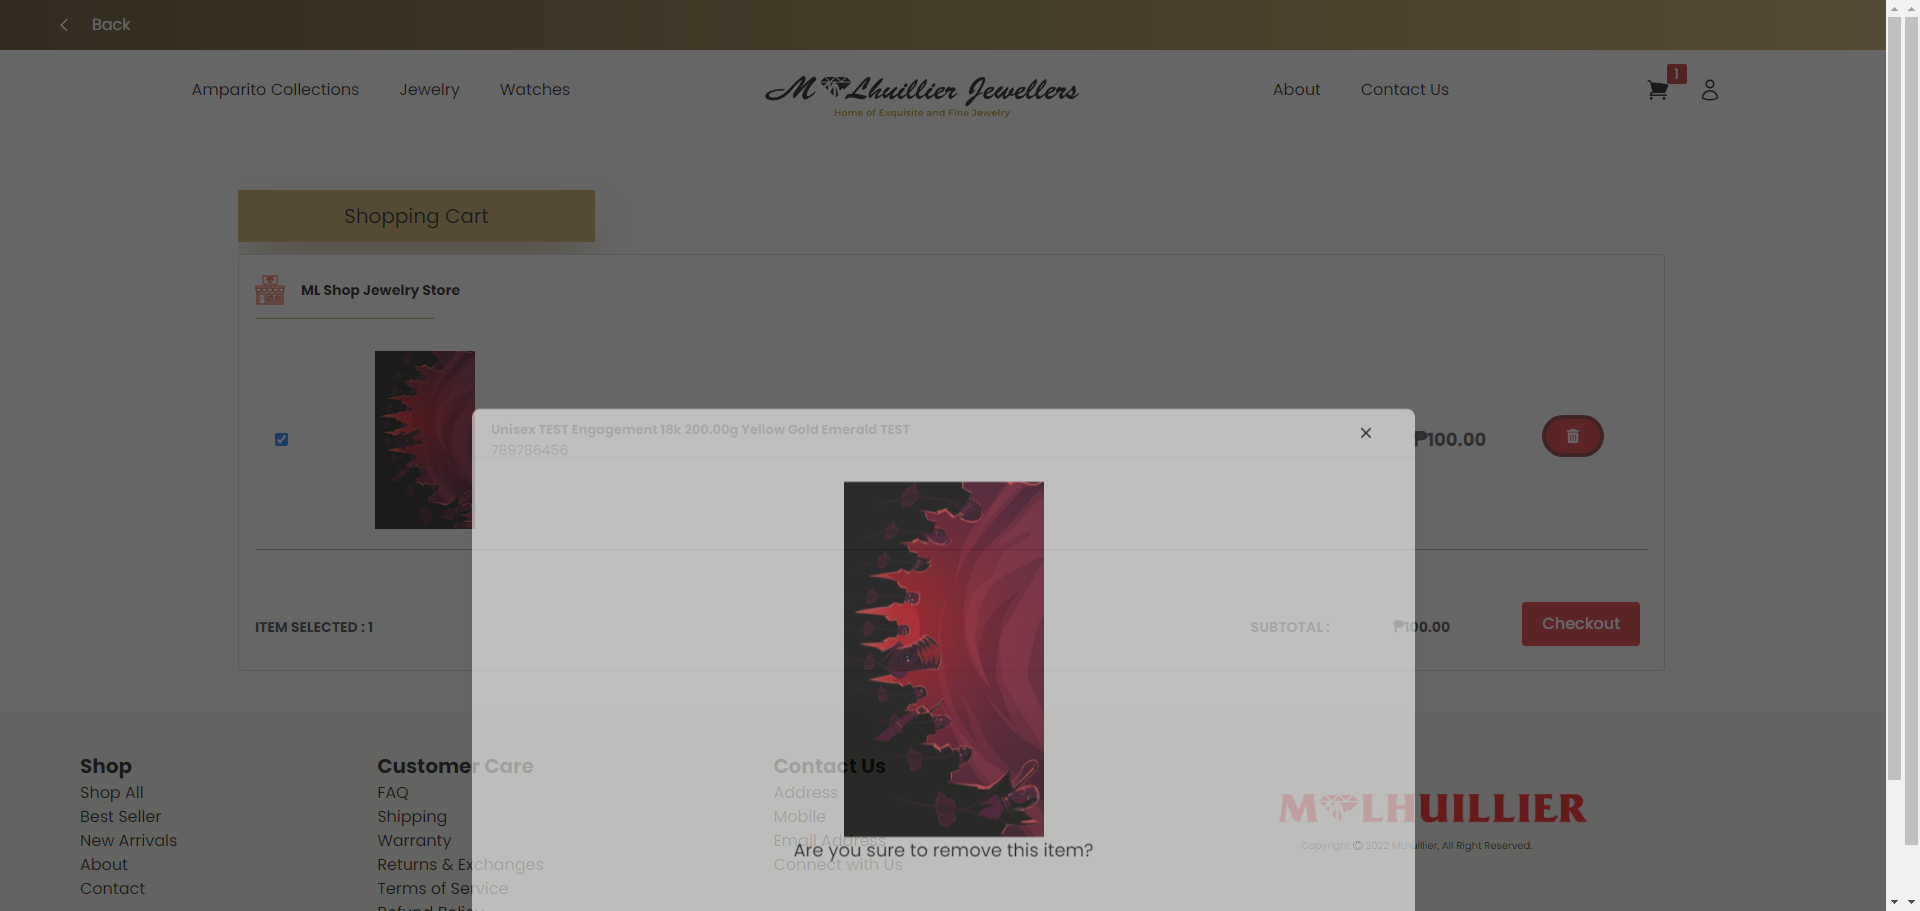 Back
Amparito Collections
Jewelry
Watches
M Lhuillier Jewellers
Home of Exquisite and Fine Jewelry
About
Contact Us
1
Shopping Cart
ML Shop Jewelry Store
Unisex TEST Engagement 18k 200.00g Yellow Gold Emerald TEST
789786456
₱100.00
ITEM SELECTED : 1
SUBTOTAL :
₱100.00
Checkout
Are you sure to remove this item?
Shop
Shop All
Best Seller
New Arrivals
About
Contact
Customer Care
FAQ
Shipping
Warranty
Returns & Exchanges
Terms of Service
Refund Policy
Contact Us
Address
Mobile
Email Address
Connect with Us
M LHUILLIER
Copyright © 2022 MLhuillier, All Right Reserved.